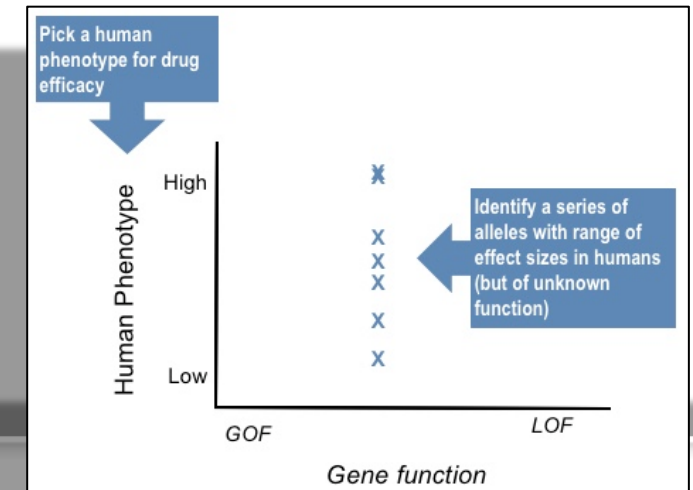 Pick a human
phenotype for drug
efficacy
High
X
X
X
X
X
X
X
Identify a series of
alleles with range of
effect sizes in humans
(but of unknown
function)
Human Phenotype
Low
GOF
LOF
Gene function